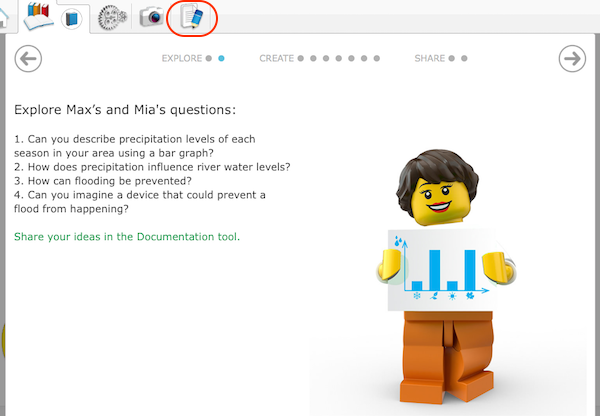 EXPLORE
CREATE
SHARE
Explore Max’s and Mia's questions:
1. Can you describe precipitation levels of each
season in your area using a bar graph?
2. How does precipitation influence river water levels?
3. How can flooding be prevented?
4. Can you imagine a device that could prevent a
flood from happening?
Share your ideas in the Documentation tool.